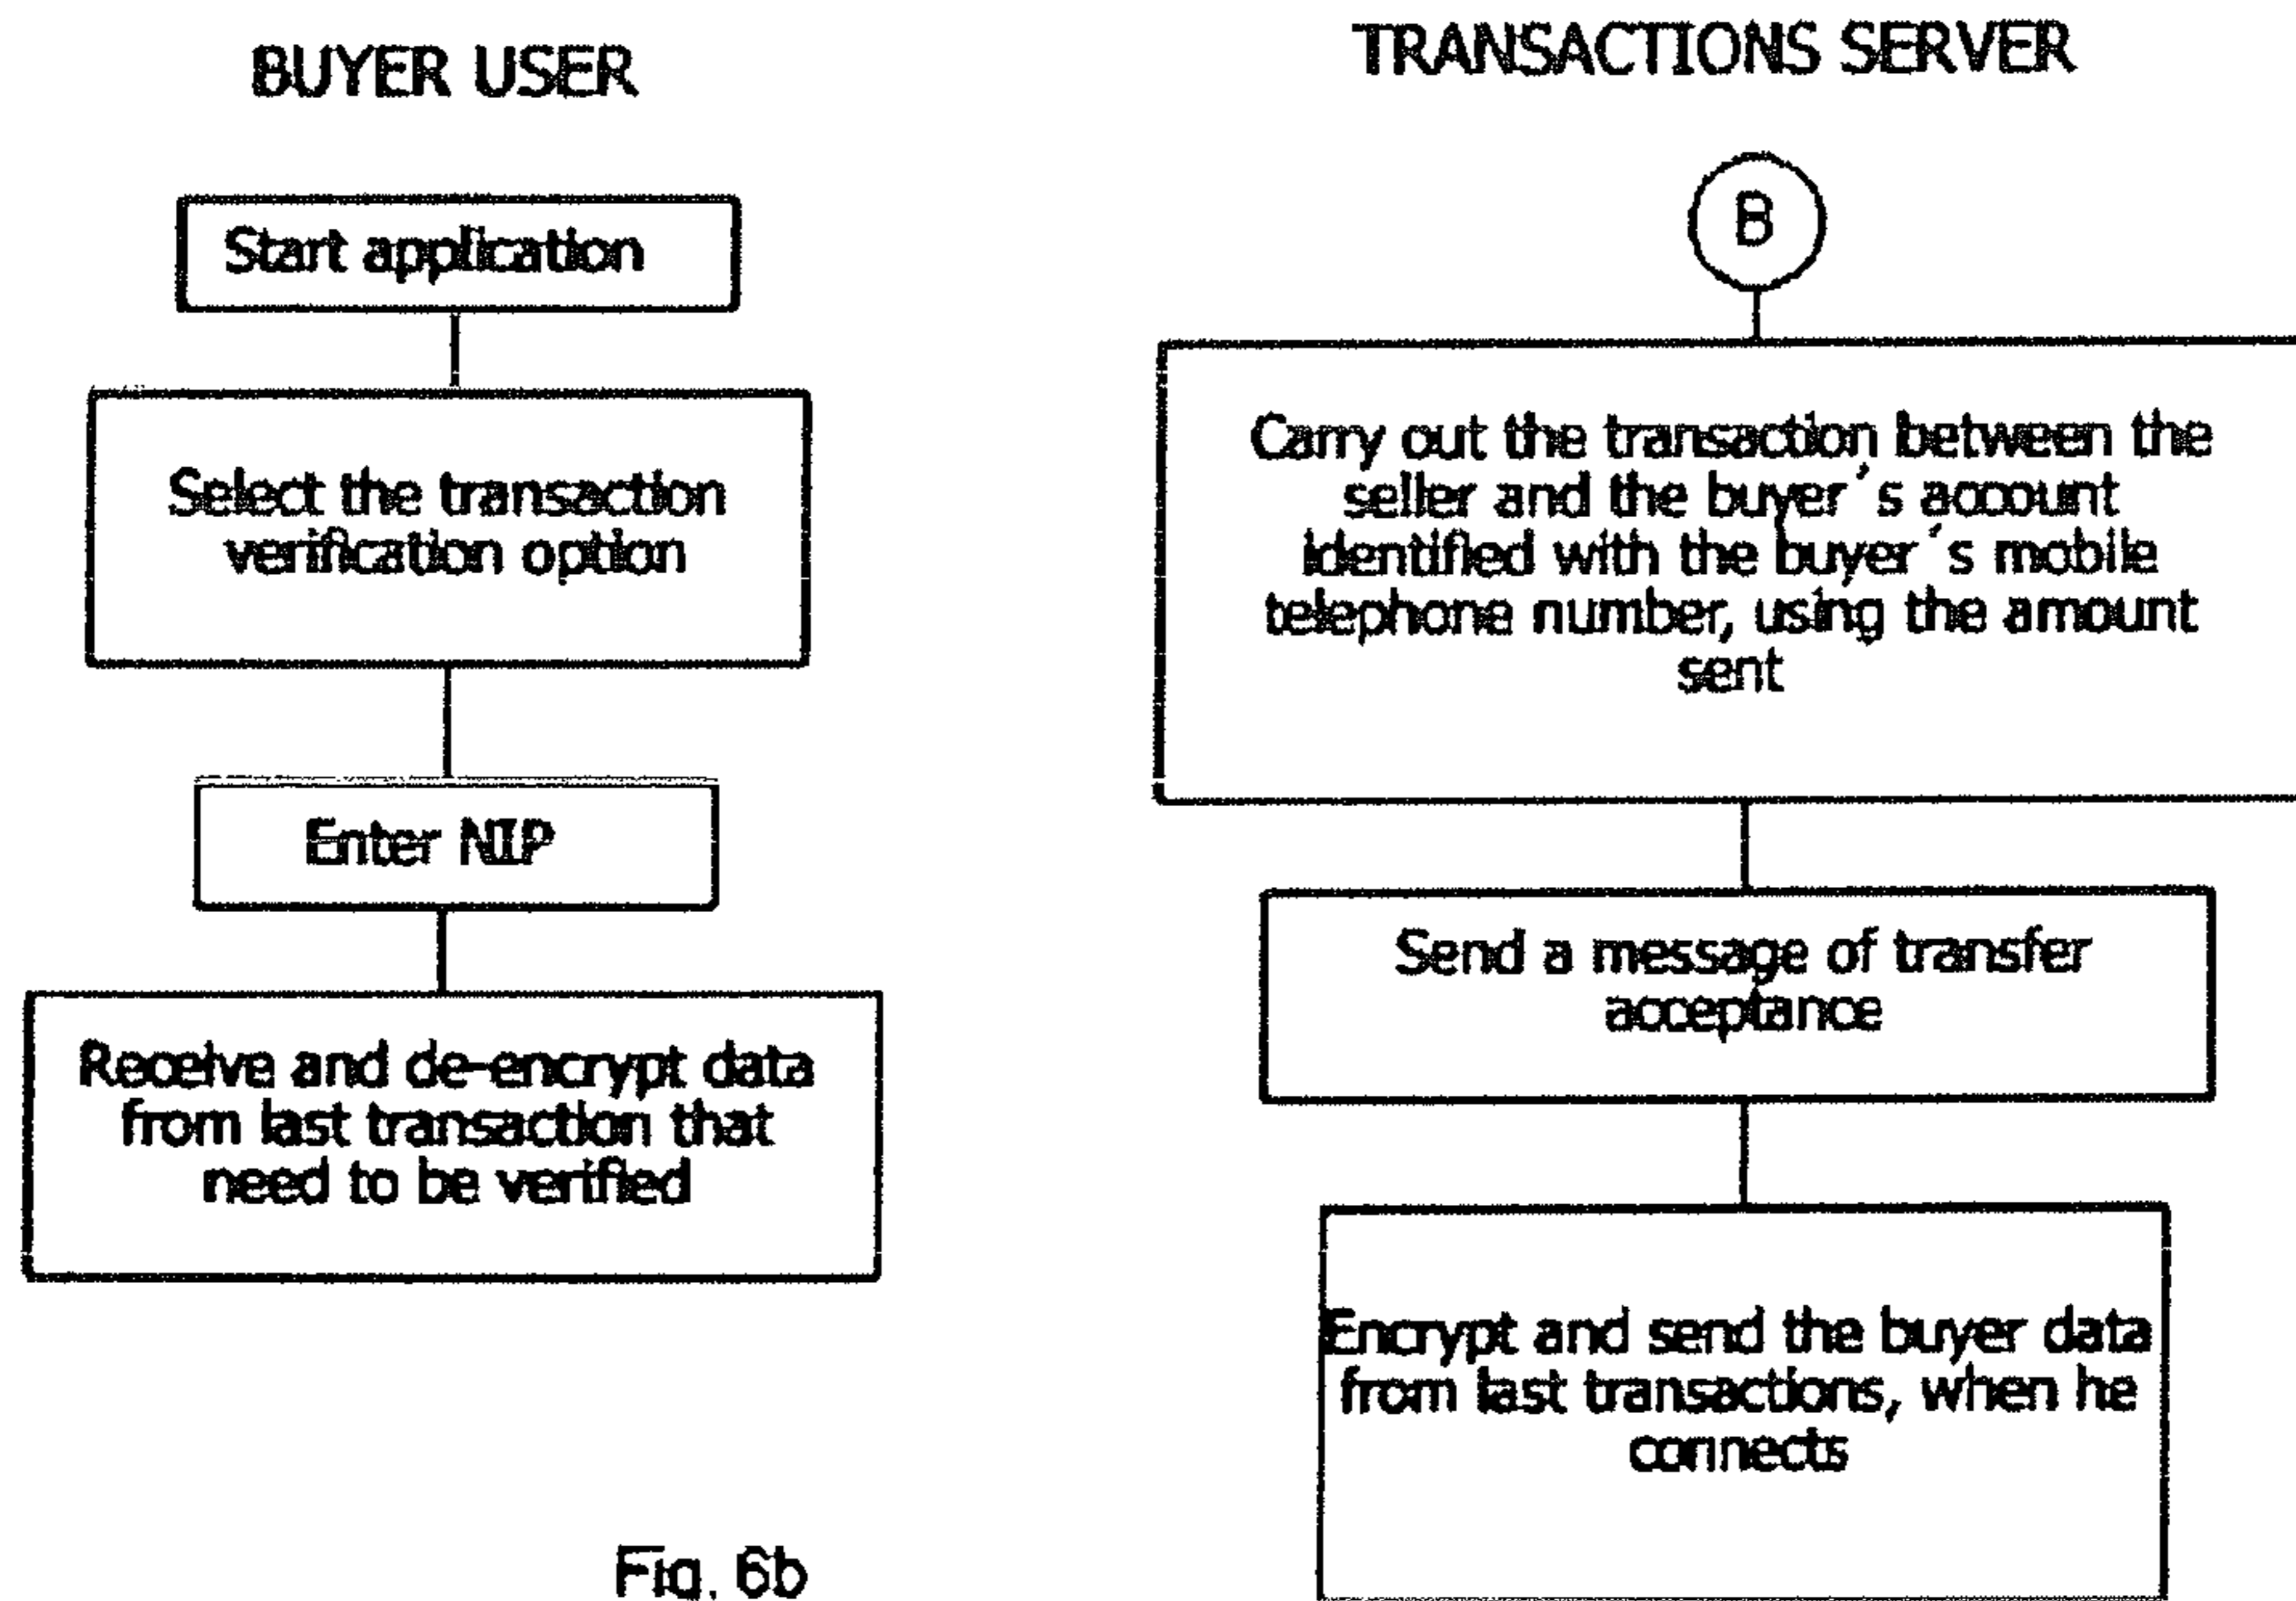 BUYER USER
Start application
Select the transaction
verification option
Enter NIP
Receive and de-encrypt data
from last transaction that
need to be verified
TRANSACTIONS SERVER
B
Carry out the transaction between the
seller and the buyer´s account
identified with the buyer´s mobile
telephone number, using the amount
sent
Send a message of transfer
acceptance
Encrypt and send the buyer data
from last transactions, when he
connects
Fig. 6b